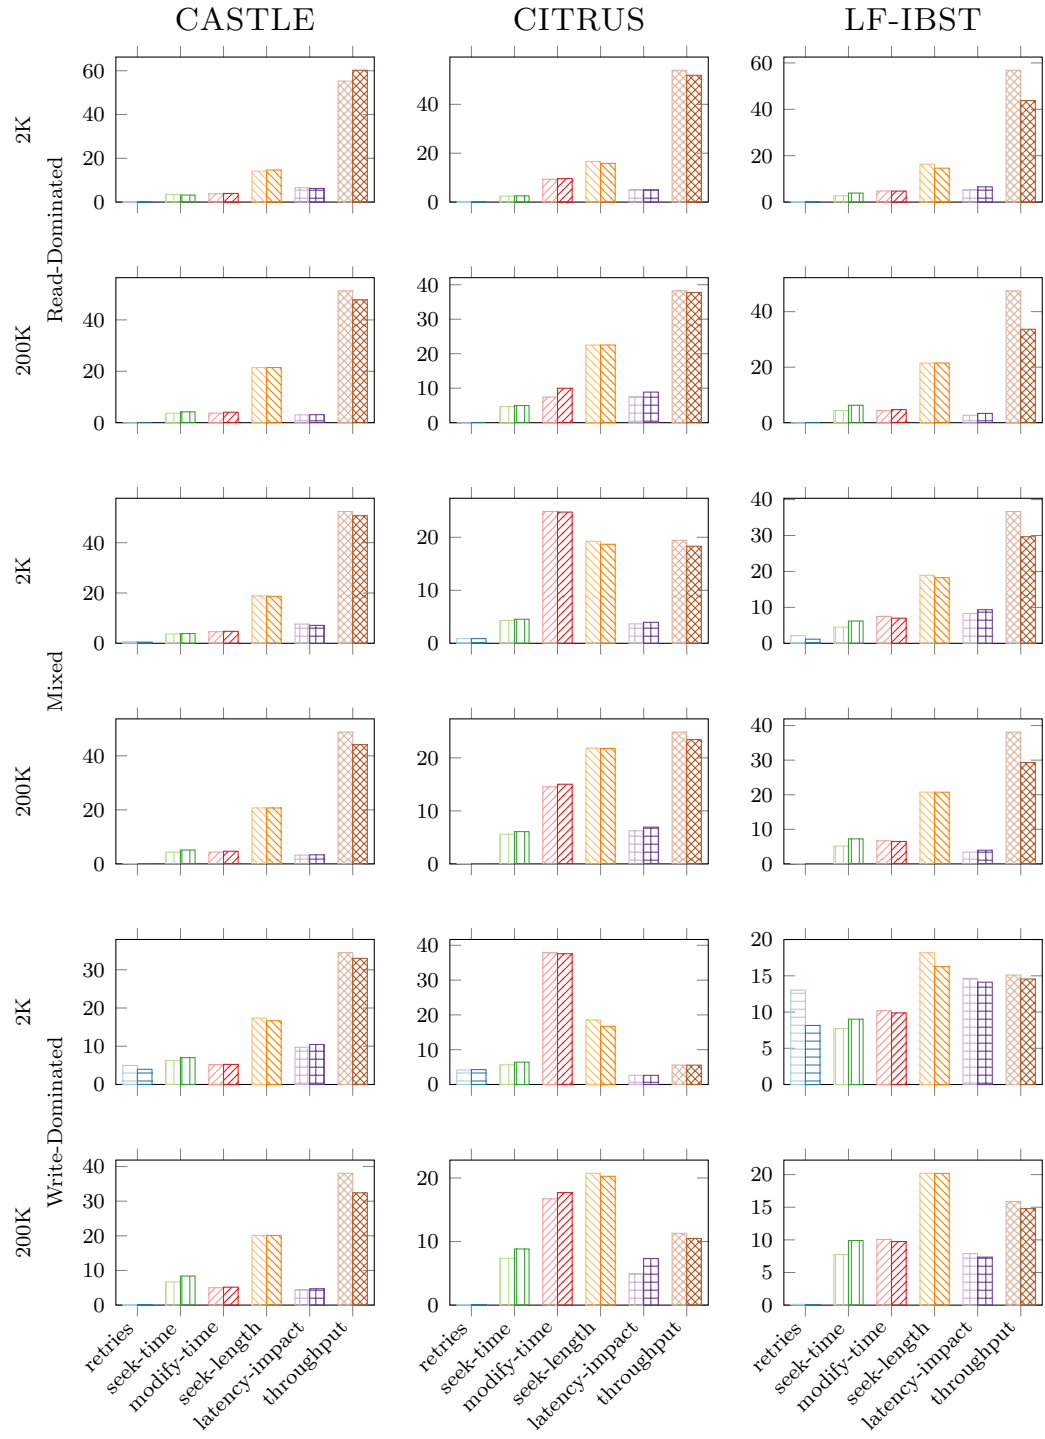 CASTLE CITRUS LF-IBST
Read-Dominated
2K
60
40
20
0
40
20
0
60
40
20
0
200K
40
20
0
40
30
20
10
0
40
20
0
Mixed
2K
40
20
0
20
10
0
40
30
20
10
0
200K
40
20
0
20
10
0
40
30
20
10
0
Write-Dominated
2K
30
20
10
0
40
30
20
10
0
20
15
10
5
0
200K
40
30
20
10
0
20
10
0
20
15
10
5
0
retries
seek-time
modify-time
seek-length
latency-impact
throughput
retries
seek-time
modify-time
seek-length
latency-impact
throughput
retries
seek-time
modify-time
seek-length
latency-impact
throughput